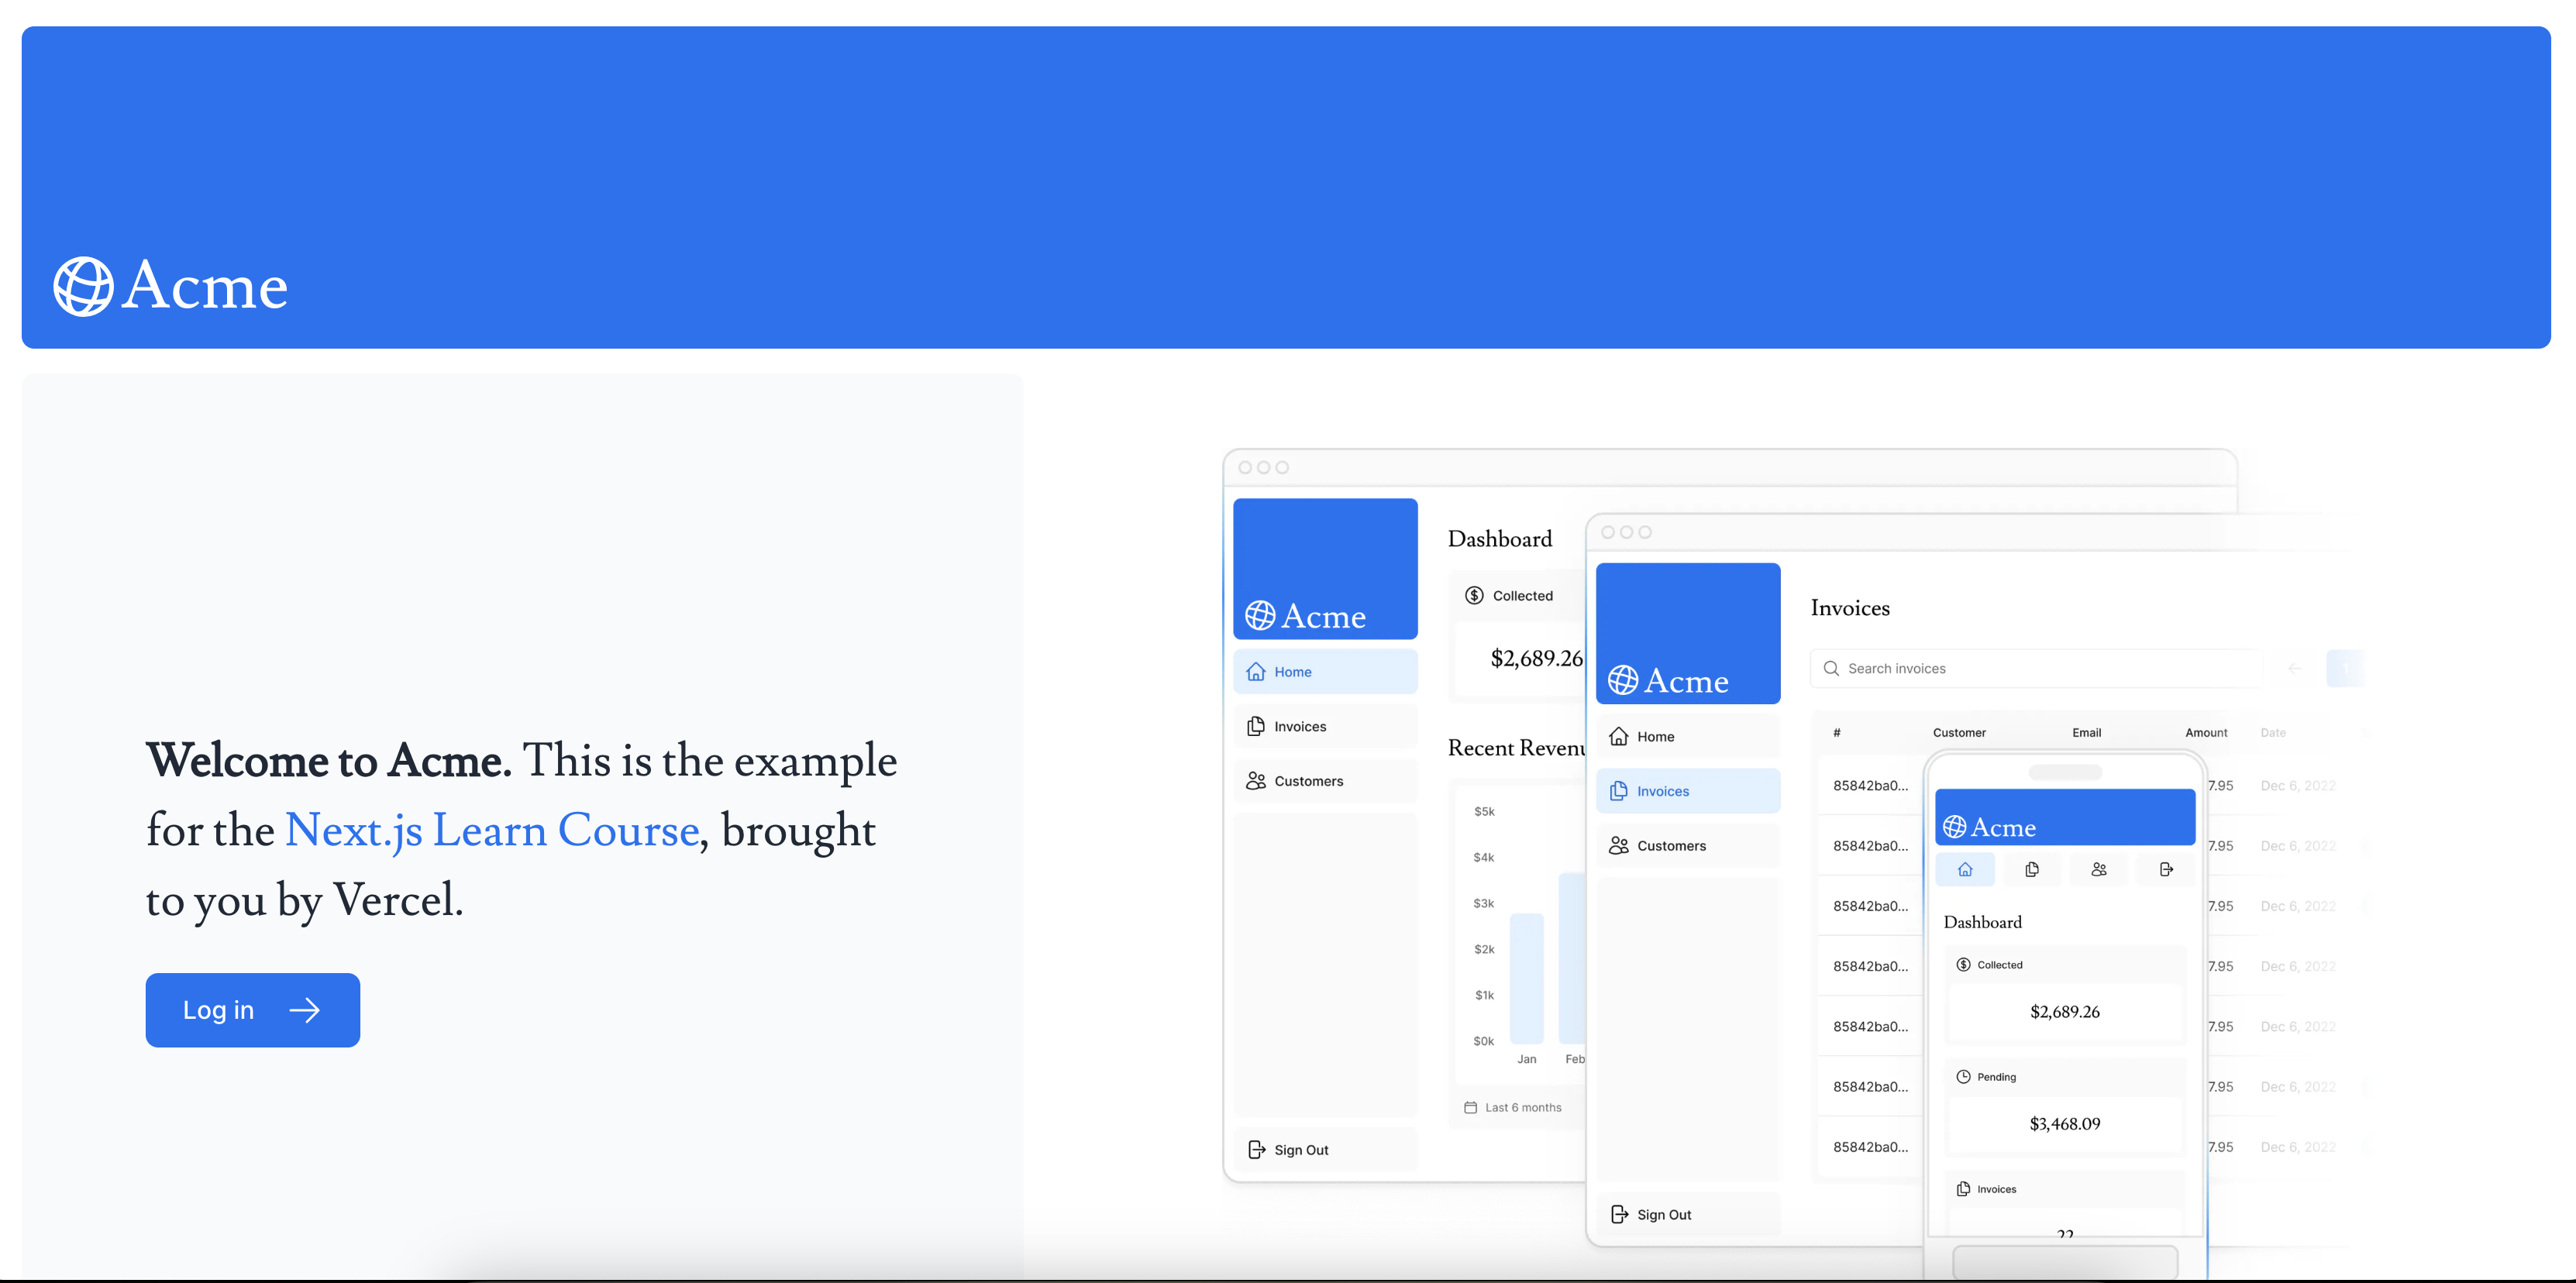 Acme
Welcome to Acme. This is the example
for the Next.js Learn Course, brought
to you by Vercel.
Log in
Acme
Home
Invoices
Customers
Sign Out
Dashboard
Collected
$2,689.26
Recent Revenu
$5k
$4k
$3k
$2k
$1k
$0k
Jan Feb
Last 6 months
Acme
Home
Invoices
Customers
Sign Out
Invoices
Search invoices
1
# Customer Email Amount Date
85842ba0... 7.95 Dec 6, 2022
85842ba0... 7.95 Dec 6, 2022
85842ba0... 7.95 Dec 6, 2022
85842ba0... 7.95 Dec 6, 2022
85842ba0... 7.95 Dec 6, 2022
85842ba0... 7.95 Dec 6, 2022
85842ba0... 7.95 Dec 6, 2022
Acme
Dashboard
Collected
$2,689.26
Pending
$3,468.09
Invoices
22